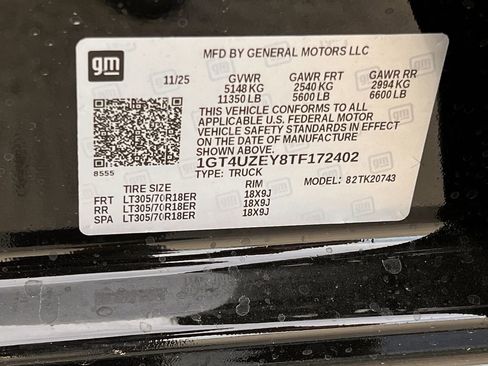 gm
MFD BY GENERAL MOTORS LLC
11/25 GVWR GAWR FRT GAWR RR
5148 KG 2540 KG 2994 KG
11350 LB 5600 LB 6600 LB
THIS VEHICLE CONFORMS TO ALL
APPLICABLE U.S. FEDERAL MOTOR
VEHICLE SAFETY STANDARDS IN EFFECT
ON THE DATE OF MANUFACTURE
SHOWN ABOVE.
8555 1GT4UZEY8TF172402
TYPE: TRUCK MODEL: 82TK20743
TIRE SIZE RIM
FRT LT305/70R18ER 18X9J
RR LT305/70R18ER 18X9J
SPA LT305/70R18ER 18X9J